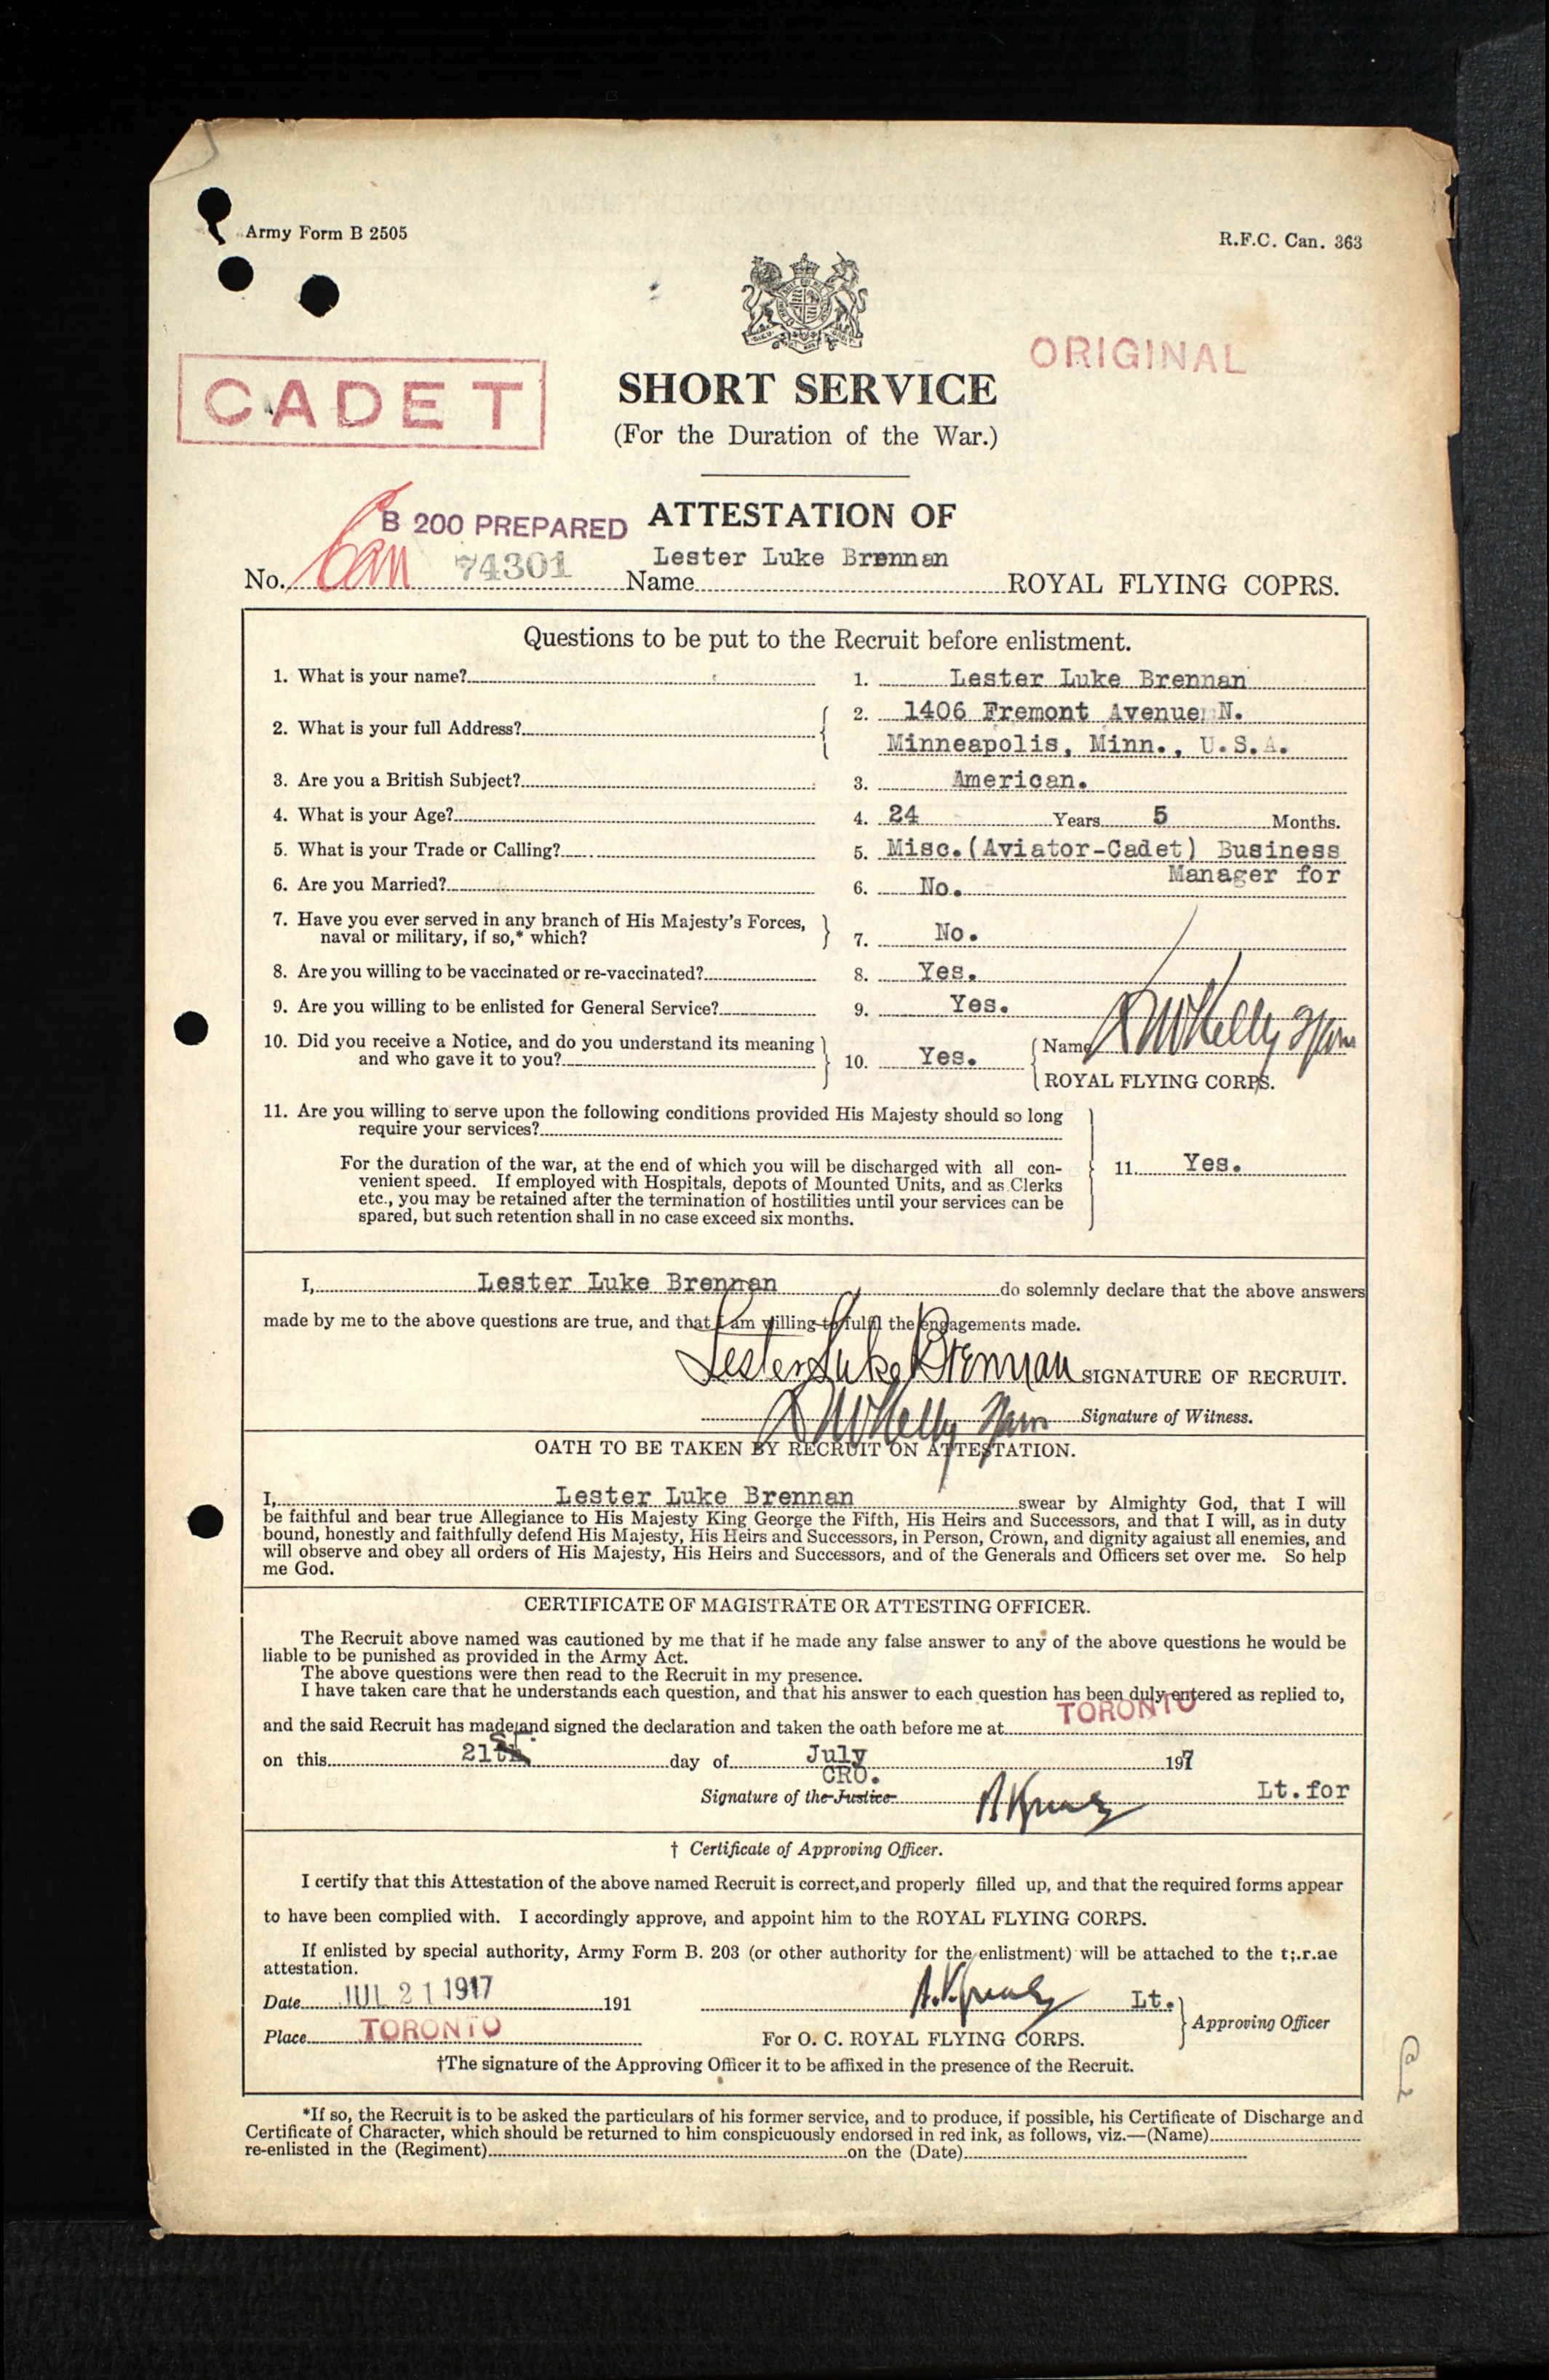 Army Form B 2505
R.F.C. Can. 363
CADET
ORIGINAL
SHORT SERVICE
(For the Duration of the War.)
B 200 PREPARED
ATTESTATION OF
No. Can 74301 Name Lester Luke Brennan ROYAL FLYING COPRS.
Questions to be put to the Recruit before enlistment.
1. What is your name? 1. Lester Luke Brennan
2. What is your full Address? 2. 1406 Fremont Avenue N.
Minneapolis, Minn., U.S.A.
3. Are you a British Subject? 3. American.
4. What is your Age? 4. 24 Years 5 Months.
5. What is your Trade or Calling? 5. Misc.(Aviator-Cadet) Business
Manager for
6. Are you Married? 6. No.
7. Have you ever served in any branch of His Majesty's Forces,
naval or military, if so,* which? 7. No.
8. Are you willing to be vaccinated or re-vaccinated? 8. Yes.
9. Are you willing to be enlisted for General Service? 9. Yes.
10. Did you receive a Notice, and do you understand its meaning
and who gave it to you? 10. Yes. Name
ROYAL FLYING CORPS.
11. Are you willing to serve upon the following conditions provided His Majesty should so long
require your services?
For the duration of the war, at the end of which you will be discharged with all con-
venient speed. If employed with Hospitals, depots of Mounted Units, and as Clerks
etc., you may be retained after the termination of hostilities until your services can be
spared, but such retention shall in no case exceed six months.
11. Yes.
I, Lester Luke Brennan do solemnly declare that the above answers
made by me to the above questions are true, and that I am willing to fulfil the engagements made.
Lester Luke Brennan SIGNATURE OF RECRUIT.
Signature of Witness.
OATH TO BE TAKEN BY RECRUIT ON ATTESTATION.
I, Lester Luke Brennan swear by Almighty God, that I will
be faithful and bear true Allegiance to His Majesty King George the Fifth, His Heirs and Successors, and that I will, as in duty
bound, honestly and faithfully defend His Majesty, His Heirs and Successors, in Person, Crown, and dignity agaiust all enemies, and
will observe and obey all orders of His Majesty, His Heirs and Successors, and of the Generals and Officers set over me. So help
me God.
CERTIFICATE OF MAGISTRATE OR ATTESTING OFFICER.
The Recruit above named was cautioned by me that if he made any false answer to any of the above questions he would be
liable to be punished as provided in the Army Act.
The above questions were then read to the Recruit in my presence.
I have taken care that he understands each question, and that his answer to each question has been duly entered as replied to,
and the said Recruit has made and signed the declaration and taken the oath before me at TORONTO
on this 21st. day of July 1917
CRO.
Signature of the Justice Lt. for
† Certificate of Approving Officer.
I certify that this Attestation of the above named Recruit is correct, and properly filled up, and that the required forms appear
to have been complied with. I accordingly approve, and appoint him to the ROYAL FLYING CORPS.
If enlisted by special authority, Army Form B. 203 (or other authority for the enlistment) will be attached to the t;.r.ae
attestation.
Date JUL 21 1917 191 Lt.
Approving Officer
Place TORONTO For O. C. ROYAL FLYING CORPS.
†The signature of the Approving Officer it to be affixed in the presence of the Recruit.
*If so, the Recruit is to be asked the particulars of his former service, and to produce, if possible, his Certificate of Discharge and
Certificate of Character, which should be returned to him conspicuously endorsed in red ink, as follows, viz.—(Name)
re-enlisted in the (Regiment) on the (Date)